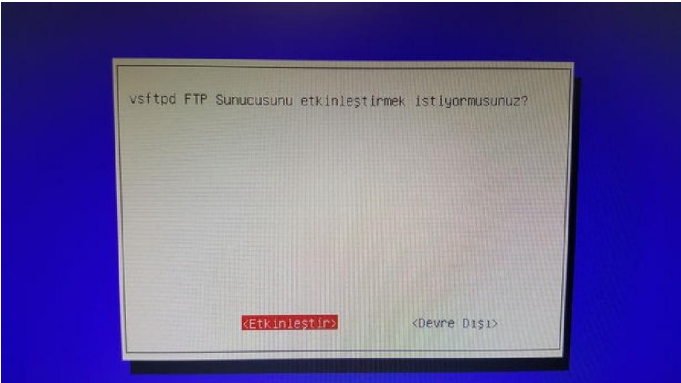 vsftpd FTP Sunucusunu etkinleştirmek istiyormusunuz?
<Etkinleştir> <Devre Dışı>